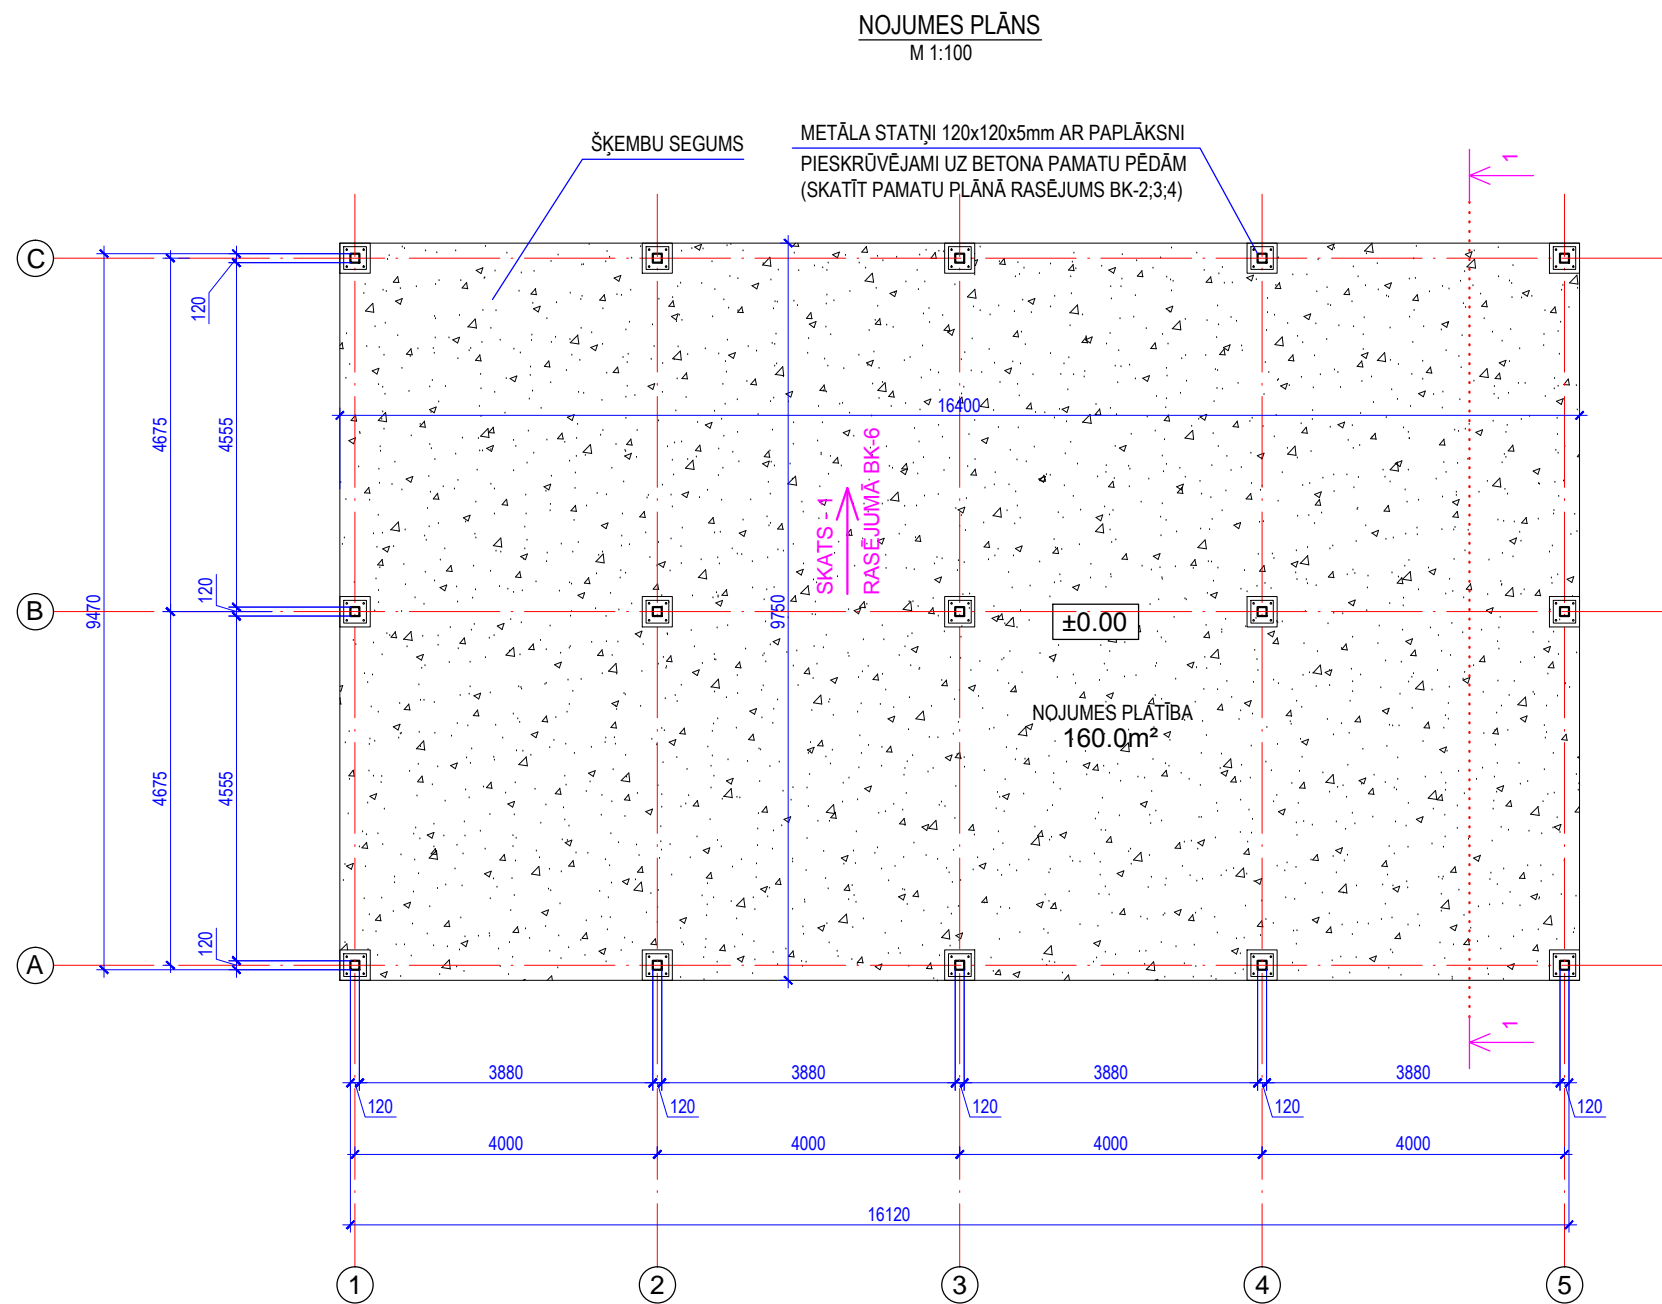 NOJUMES PLĀNS
M 1:100
ŠĶEMBU SEGUMS
METĀLA STATŅI 120x120x5mm AR PAPLĀKSNI
PIESKRŪVĒJAMI UZ BETONA PAMATU PĒDĀM
(SKATĪT PAMATU PLĀNĀ RASĒJUMS BK-2;3;4)
1
C
120
4675
4555
16400
SKATS - 1
RASĒJUMĀ BK-6
B
9470
120
9750
±0.00
NOJUMES PLATĪBA
160.0m²
4675
4555
A
120
1
3880
3880
3880
3880
120
120
120
120
120
4000
4000
4000
4000
16120
1
2
3
4
5